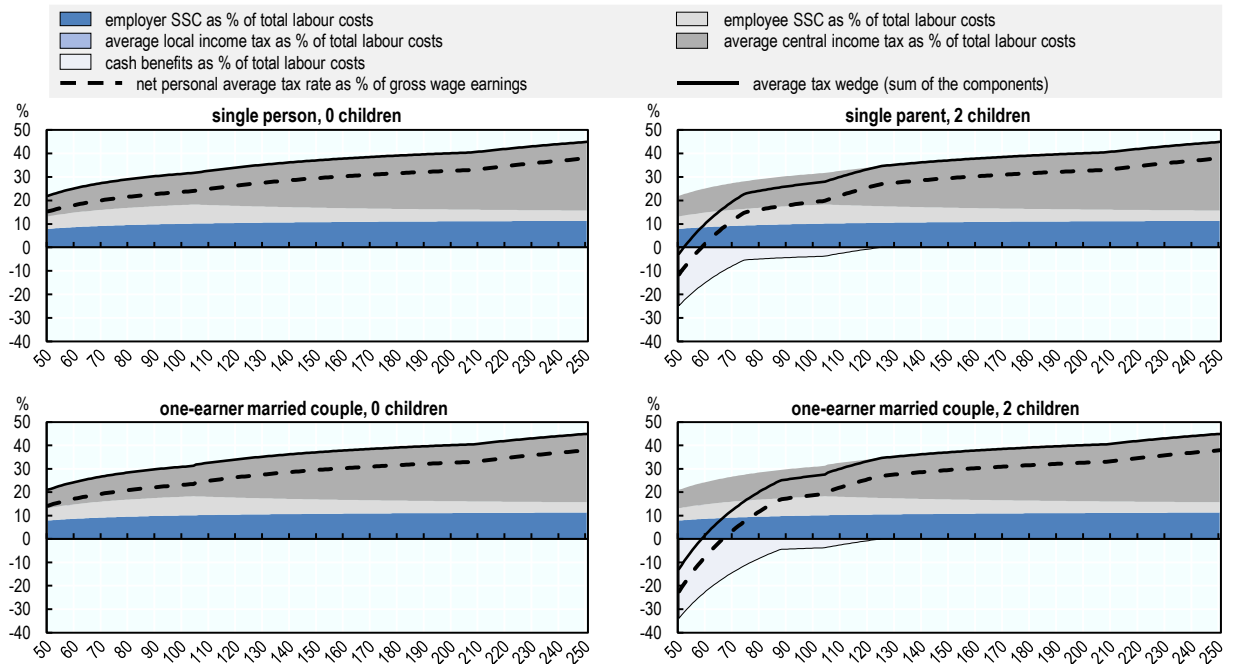 employer SSC as % of total labour costs
employee SSC as % of total labour costs
average local income tax as % of total labour costs
average central income tax as % of total labour costs
cash benefits as % of total labour costs
net personal average tax rate as % of gross wage earnings
average tax wedge (sum of the components)
%
single person, 0 children
50
40
30
20
10
0
-10
-20
-30
-40
50 60 70 80 90 100 110 120 130 140 150 160 170 180 190 200 210 220 230 240 250
%
single parent, 2 children
50
40
30
20
10
0
-10
-20
-30
-40
50 60 70 80 90 100 110 120 130 140 150 160 170 180 190 200 210 220 230 240 250
%
one-earner married couple, 0 children
50
40
30
20
10
0
-10
-20
-30
-40
50 60 70 80 90 100 110 120 130 140 150 160 170 180 190 200 210 220 230 240 250
%
one-earner married couple, 2 children
50
40
30
20
10
0
-10
-20
-30
-40
50 60 70 80 90 100 110 120 130 140 150 160 170 180 190 200 210 220 230 240 250